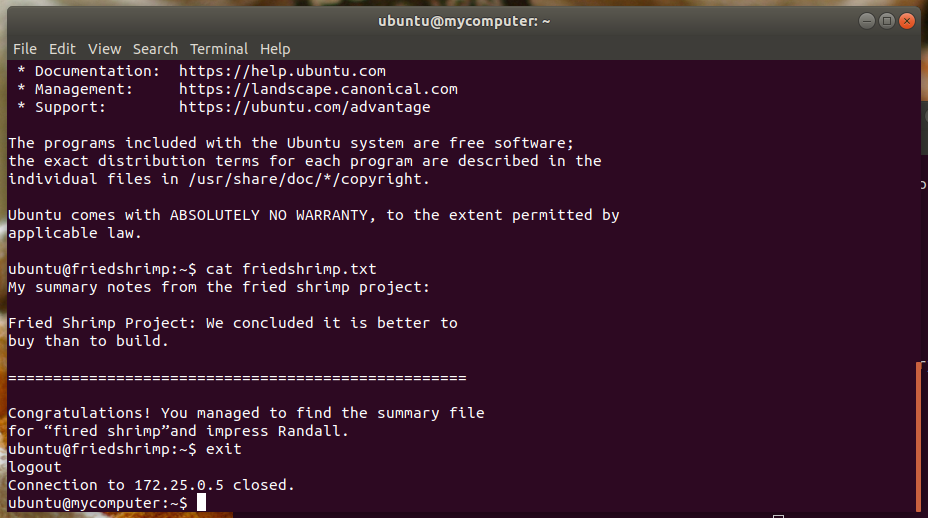 ubuntu@mycomputer: ~
File Edit View Search Terminal Help
 * Documentation:  https://help.ubuntu.com
 * Management:     https://landscape.canonical.com
 * Support:        https://ubuntu.com/advantage
The programs included with the Ubuntu system are free software;
the exact distribution terms for each program are described in the
individual files in /usr/share/doc/*/copyright.
Ubuntu comes with ABSOLUTELY NO WARRANTY, to the extent permitted by
applicable law.
ubuntu@friedshrimp:~$ cat friedshrimp.txt
My summary notes from the fried shrimp project:
Fried Shrimp Project: We concluded it is better to
buy than to build.
===================================================
Congratulations! You managed to find the summary file
for “fired shrimp”and impress Randall.
ubuntu@friedshrimp:~$ exit
logout
Connection to 172.25.0.5 closed.
ubuntu@mycomputer:~$